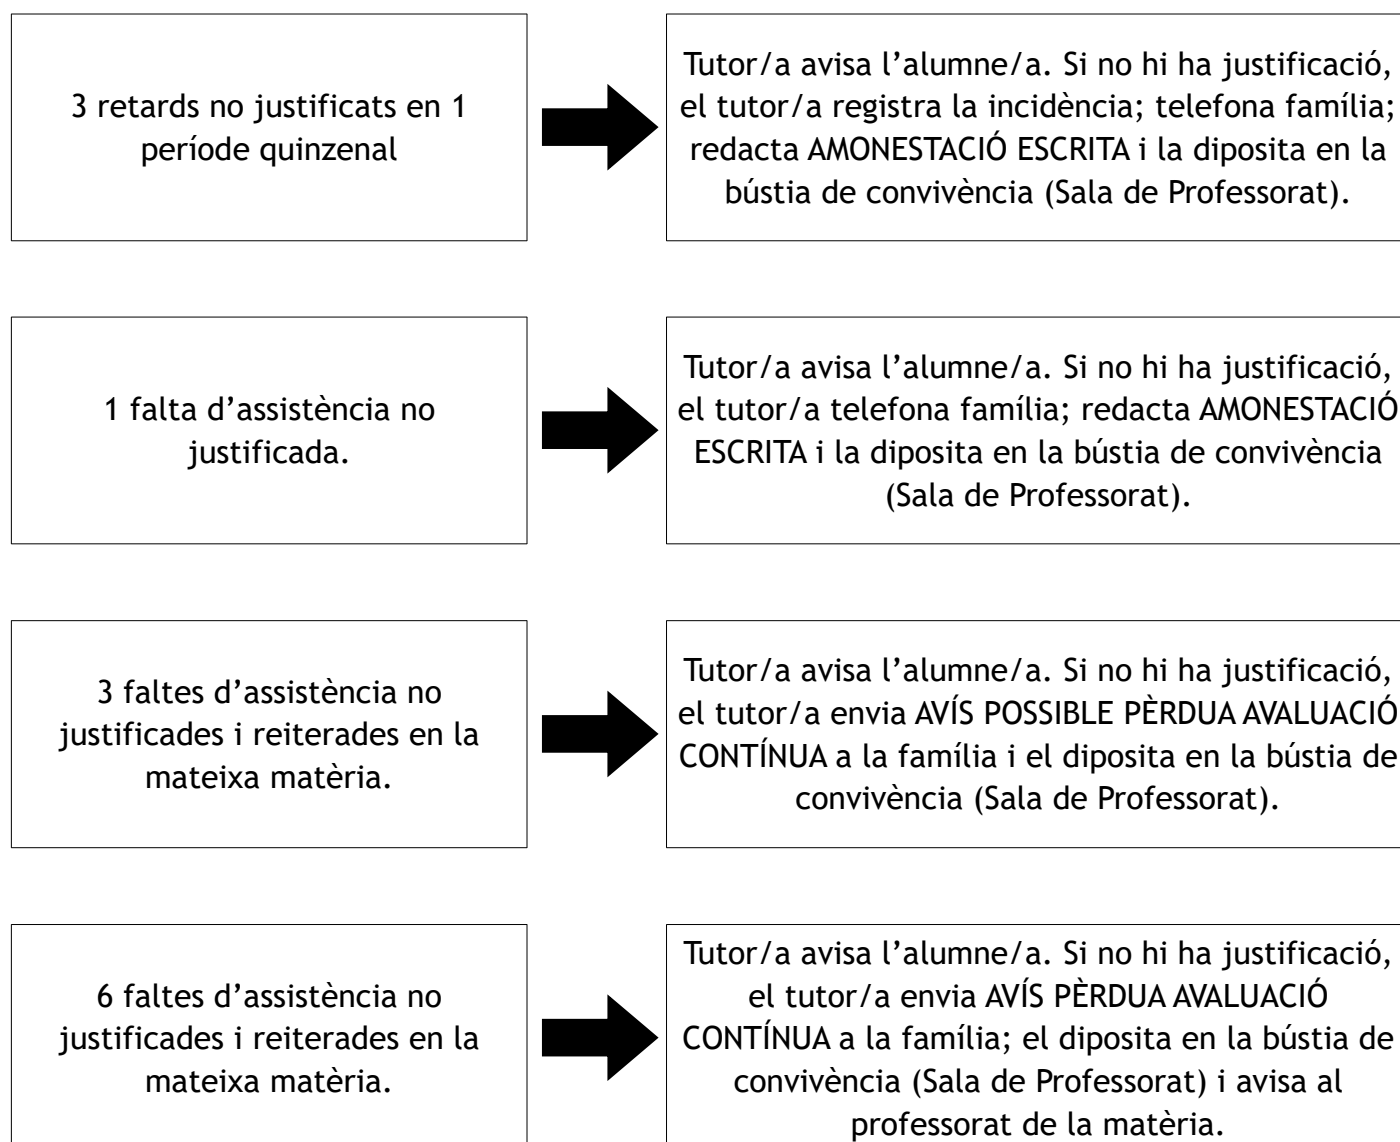 3 retards no justificats en 1
període quinzenal
Tutor/a avisa l’alumne/a. Si no hi ha justificació,
el tutor/a registra la incidència; telefona família;
redacta AMONESTACIÓ ESCRITA i la diposita en la
bústia de convivència (Sala de Professorat).
1 falta d’assistència no
justificada.
Tutor/a avisa l’alumne/a. Si no hi ha justificació,
el tutor/a telefona família; redacta AMONESTACIÓ
ESCRITA i la diposita en la bústia de convivència
(Sala de Professorat).
3 faltes d’assistència no
justificades i reiterades en la
mateixa matèria.
Tutor/a avisa l’alumne/a. Si no hi ha justificació,
el tutor/a envia AVÍS POSSIBLE PÈRDUA AVALUACIÓ
CONTÍNUA a la família i el diposita en la bústia de
convivència (Sala de Professorat).
6 faltes d’assistència no
justificades i reiterades en la
mateixa matèria.
Tutor/a avisa l’alumne/a. Si no hi ha justificació,
el tutor/a envia AVÍS PÈRDUA AVALUACIÓ
CONTÍNUA a la família; el diposita en la bústia de
convivència (Sala de Professorat) i avisa al
professorat de la matèria.